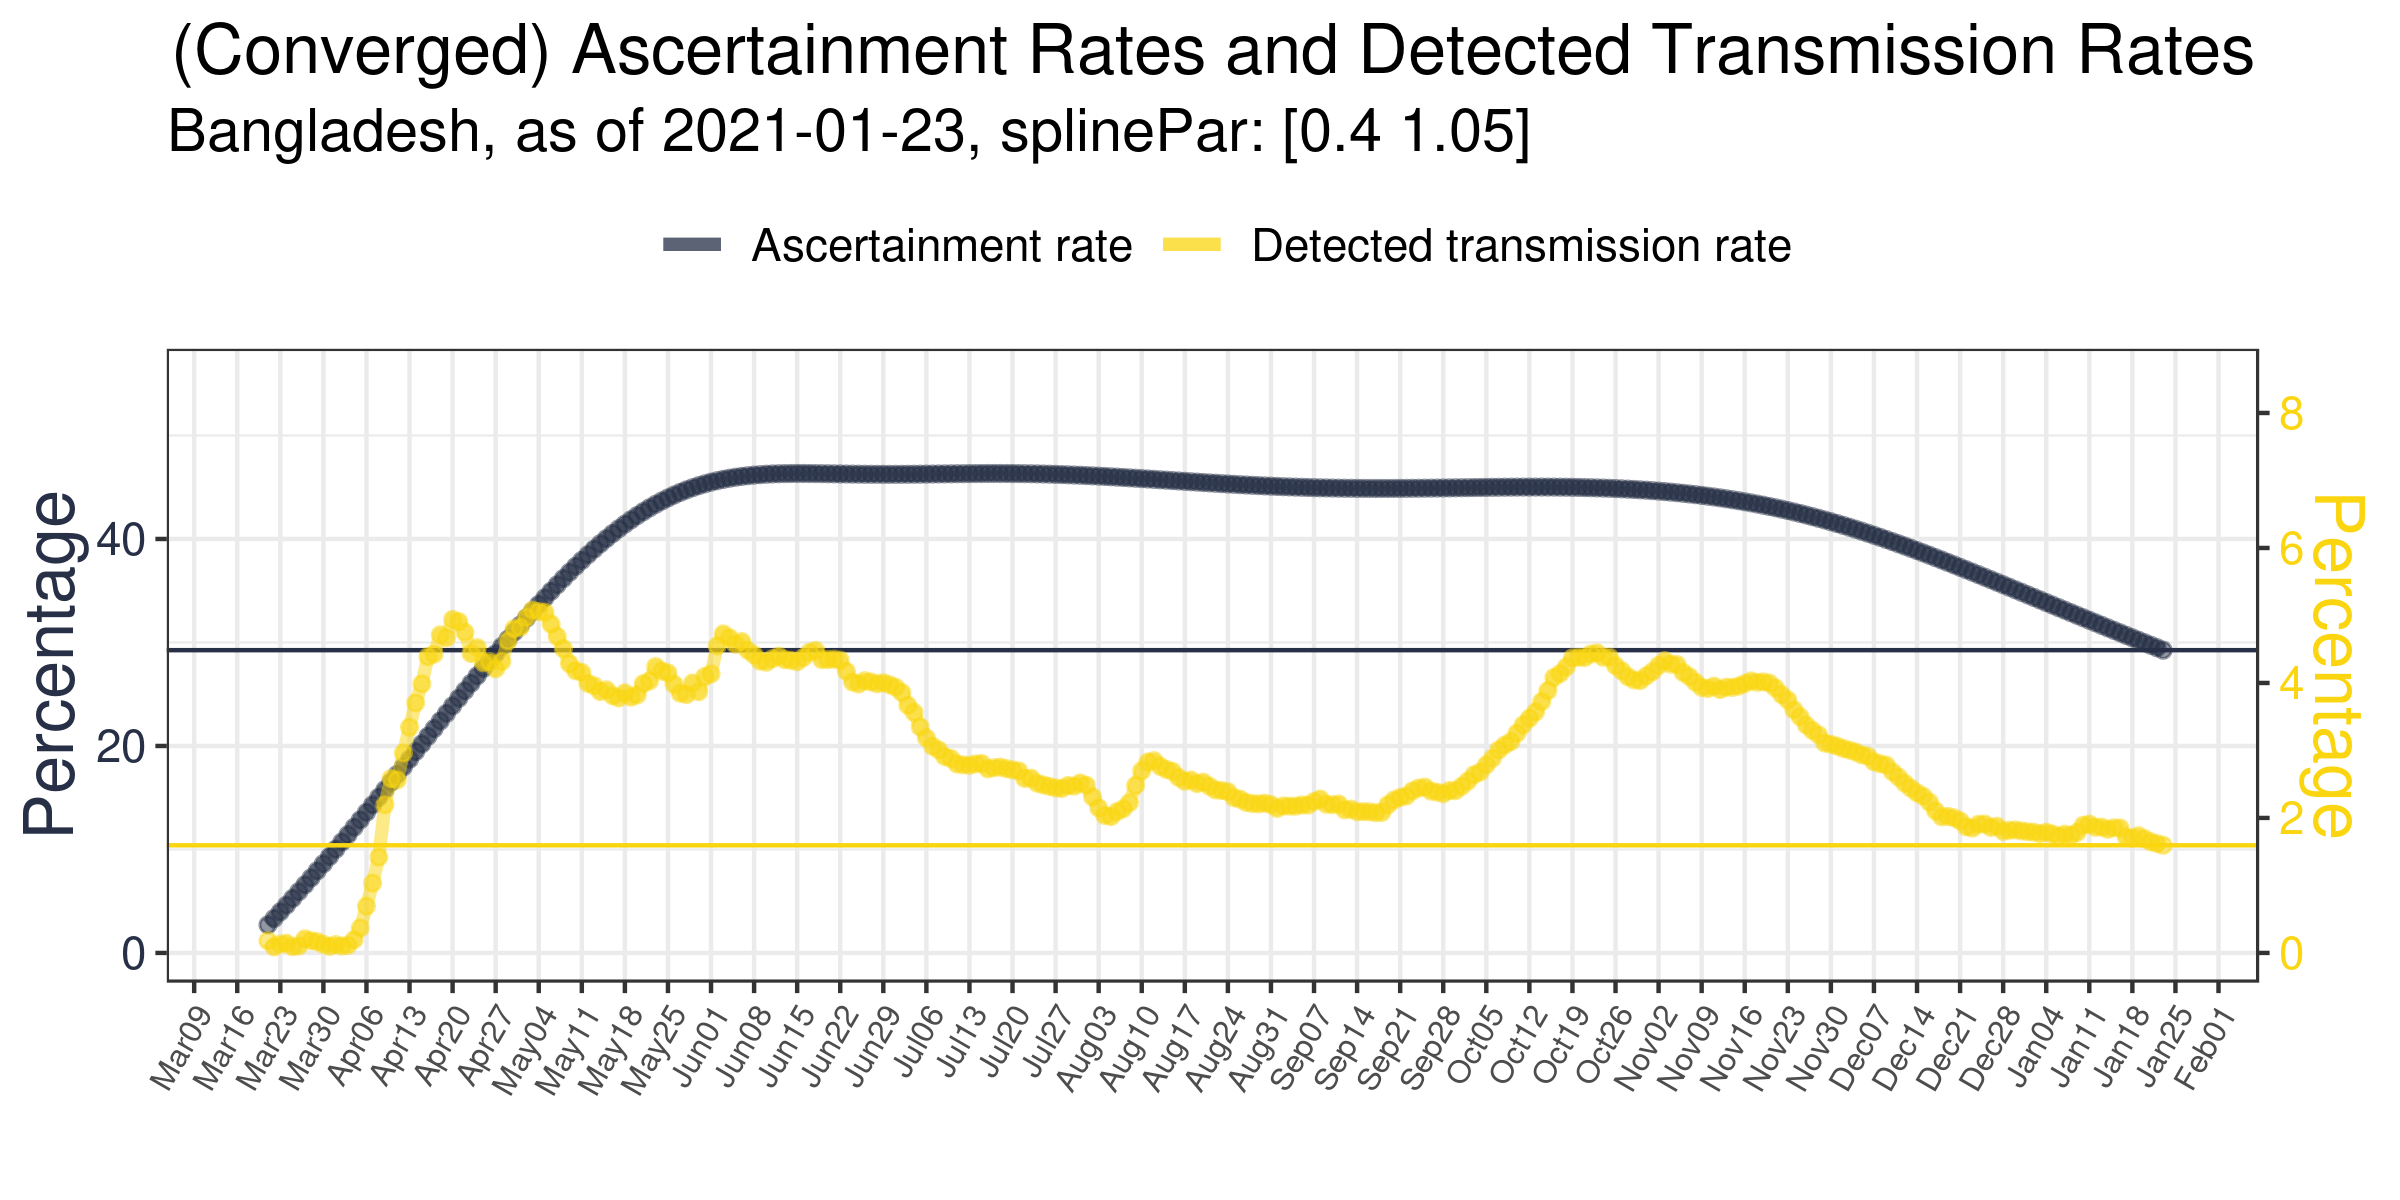 (Converged) Ascertainment Rates and Detected Transmission Rates
Bangladesh, as of 2021-01-23, splinePar: [0.4 1.05]
Ascertainment rate
Detected transmission rate
Percentage
40
20
0
8
6
4
2
0
Percentage
Mar09
Mar16
Mar23
Mar30
Apr06
Apr13
Apr20
Apr27
May04
May11
May18
May25
Jun01
Jun08
Jun15
Jun22
Jun29
Jul06
Jul13
Jul20
Jul27
Aug03
Aug10
Aug17
Aug24
Aug31
Sep07
Sep14
Sep21
Sep28
Oct05
Oct12
Oct19
Oct26
Nov02
Nov09
Nov16
Nov23
Nov30
Dec07
Dec14
Dec21
Dec28
Jan04
Jan11
Jan18
Jan25
Feb01